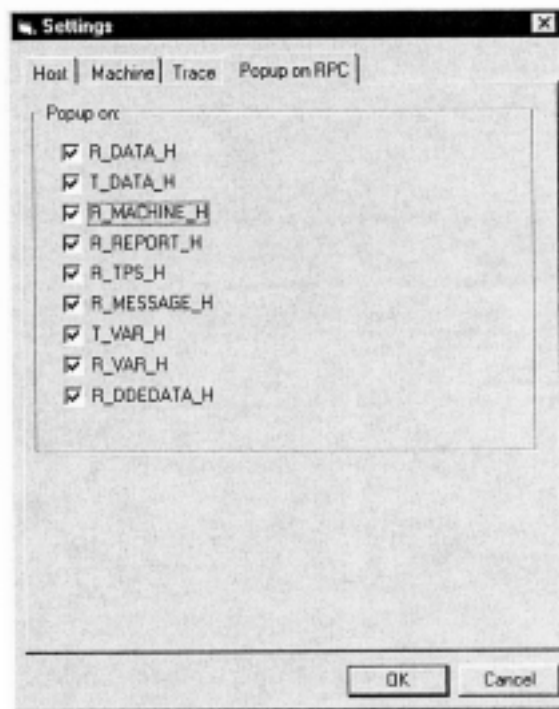 Settings
Host Machine Trace Popup on RPC
Popup on:
R_DATA_H
T_DATA_H
R_MACHINE_H
R_REPORT_H
R_TPS_H
R_MESSAGE_H
T_VAR_H
R_VAR_H
R_DDEDATA_H
OK Cancel